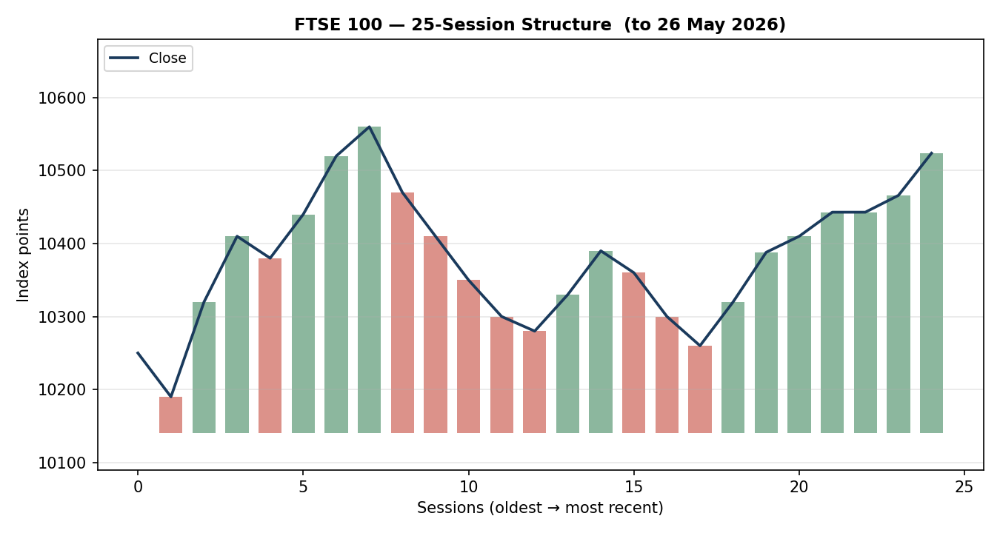 FTSE 100 — 25-Session Structure  (to 26 May 2026)
Close
Index points
10600
10500
10400
10300
10200
10100
0 5 10 15 20 25
Sessions (oldest → most recent)